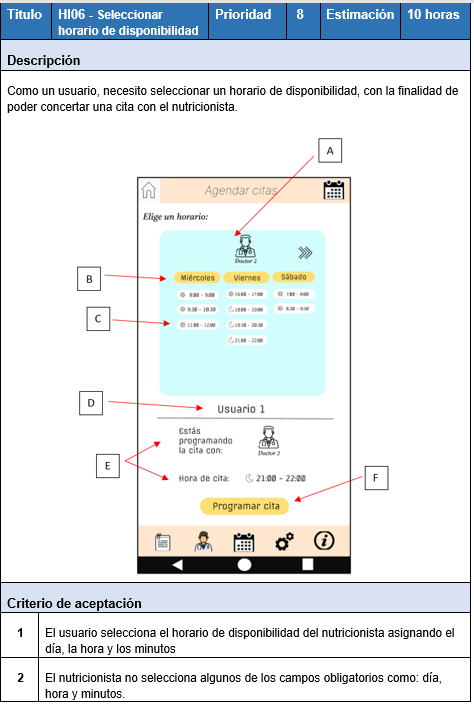 Titulo HI06 - Seleccionar horario de disponibilidad Prioridad 8 Estimación 10 horas
Descripción
Como un usuario, necesito seleccionar un horario de disponibilidad, con la finalidad de
poder concertar una cita con el nutricionista.
A
Agendar citas
Elige un horario:
Doctor 2
B
Miércoles Viernes Sábado
8:00 - 9:00 16:00 - 17:00 7:00 - 8:00
C
9:30 - 10:20 18:00 - 19:00 8:30 - 9:30
11:00 - 12:00 19:30 - 20:30
21:00 - 22:00
D
Usuario 1
Estás
programando
la cita con:
Doctor 2
E
F
Hora de cita: 21:00 - 22:00
Programar cita
Criterio de aceptación
1 El usuario selecciona el horario de disponibilidad del nutricionista asignando el
día, la hora y los minutos
2 El nutricionista no selecciona algunos de los campos obligatorios como: día,
hora y minutos.